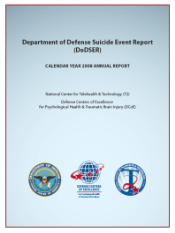 Department of Defense Suicide Event Report
(DoDSER)
CALENDAR YEAR 2008 ANNUAL REPORT
National Center for Telehealth & Technology (T2)
Defense Centers of Excellence
for Psychological Health & Traumatic Brain Injury (DCoE)